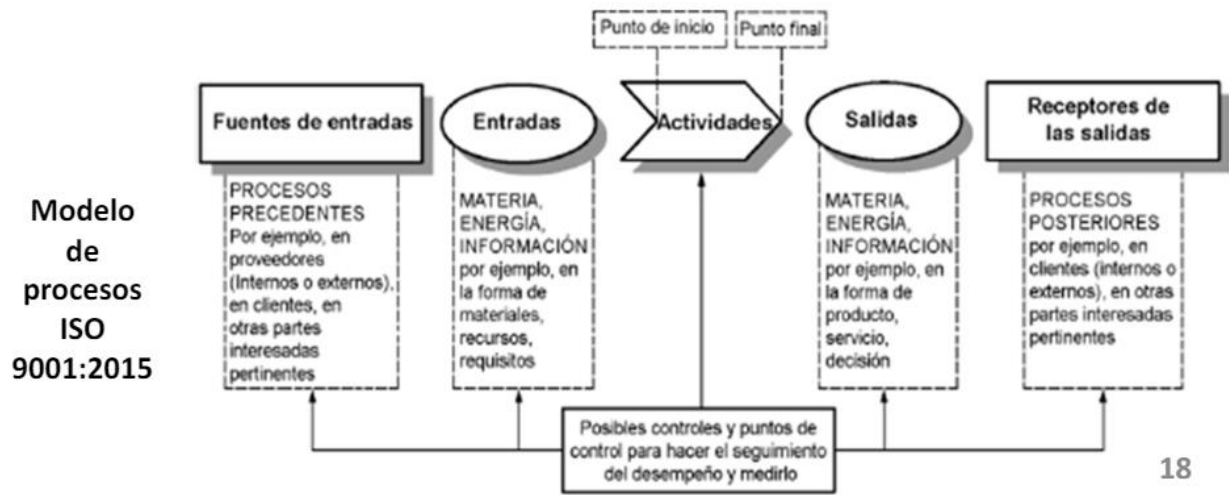 Punto de inicio
Punto final
Fuentes de entradas
Entradas
Actividades
Salidas
Receptores de
las salidas
Modelo
de
procesos
ISO
9001:2015
PROCESOS
PRECEDENTES
Por ejemplo, en
proveedores
(Internos o externos),
en clientes, en
otras partes
interesadas
pertinentes
MATERIA,
ENERGÍA,
INFORMACIÓN
por ejemplo, en
la forma de
materiales,
recursos,
requisitos
MATERIA,
ENERGÍA,
INFORMACIÓN
por ejemplo, en
la forma de
producto,
servicio,
decisión
PROCESOS
POSTERIORES
por ejemplo, en
clientes (internos o
externos), en otras
partes interesadas
pertinentes
Posibles controles y puntos de
control para hacer el seguimiento
del desempeño y medirlo
18